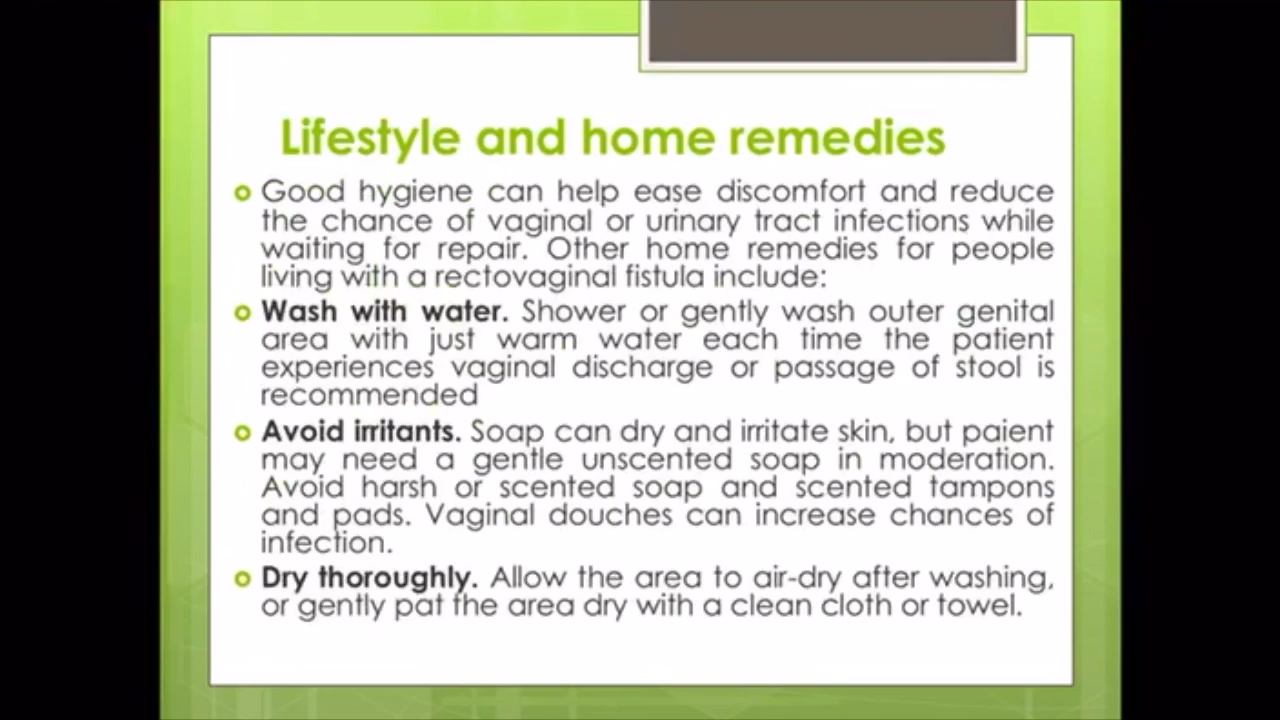 Lifestyle and home remedies
Good hygiene can help ease discomfort and reduce
the chance of vaginal or urinary tract infections while
waiting for repair. Other home remedies for people
living with a rectovaginal fistula include:
Wash with water. Shower or gently wash outer genital
area with just warm water each time the patient
experiences vaginal discharge or passage of stool is
recommended
Avoid irritants. Soap can dry and irritate skin, but paient
may need a gentle unscented soap in moderation.
Avoid harsh or scented soap and scented tampons
and pads. Vaginal douches can increase chances of
infection.
Dry thoroughly. Allow the area to air-dry after washing,
or gently pat the area dry with a clean cloth or towel.